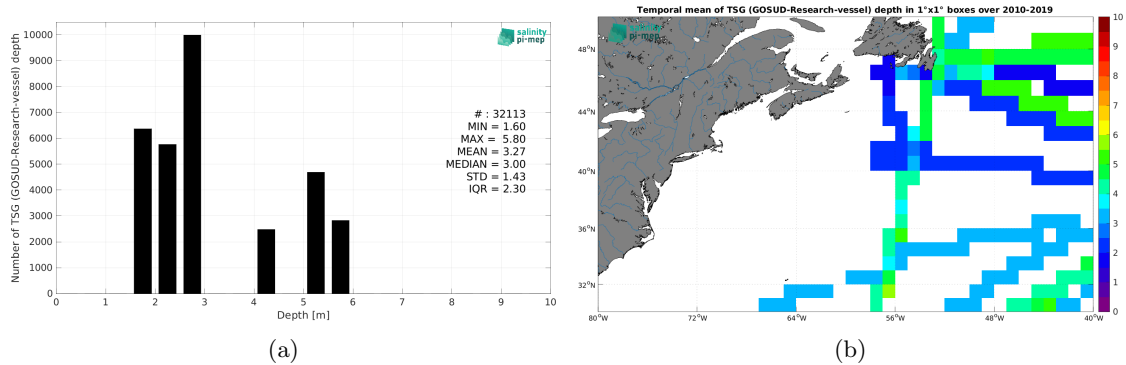 salinity
pi-mep
10000
9000
8000
7000
6000
5000
4000
3000
2000
1000
0
Number of TSG (GOSUD-Research-vessel) depth
# : 32113
MIN = 1.60
MAX = 5.80
MEAN = 3.27
MEDIAN = 3.00
STD = 1.43
IQR = 2.30
0 1 2 3 4 5 6 7 8 9 10
Depth [m]
(a)
Temporal mean of TSG (GOSUD-Research-vessel) depth in 1°x1° boxes over 2010-2019
salinity
pi-mep
48°N
44°N
40°N
36°N
32°N
80°W 72°W 64°W 56°W 48°W 40°W
10
9
8
7
6
5
4
3
2
1
0
(b)